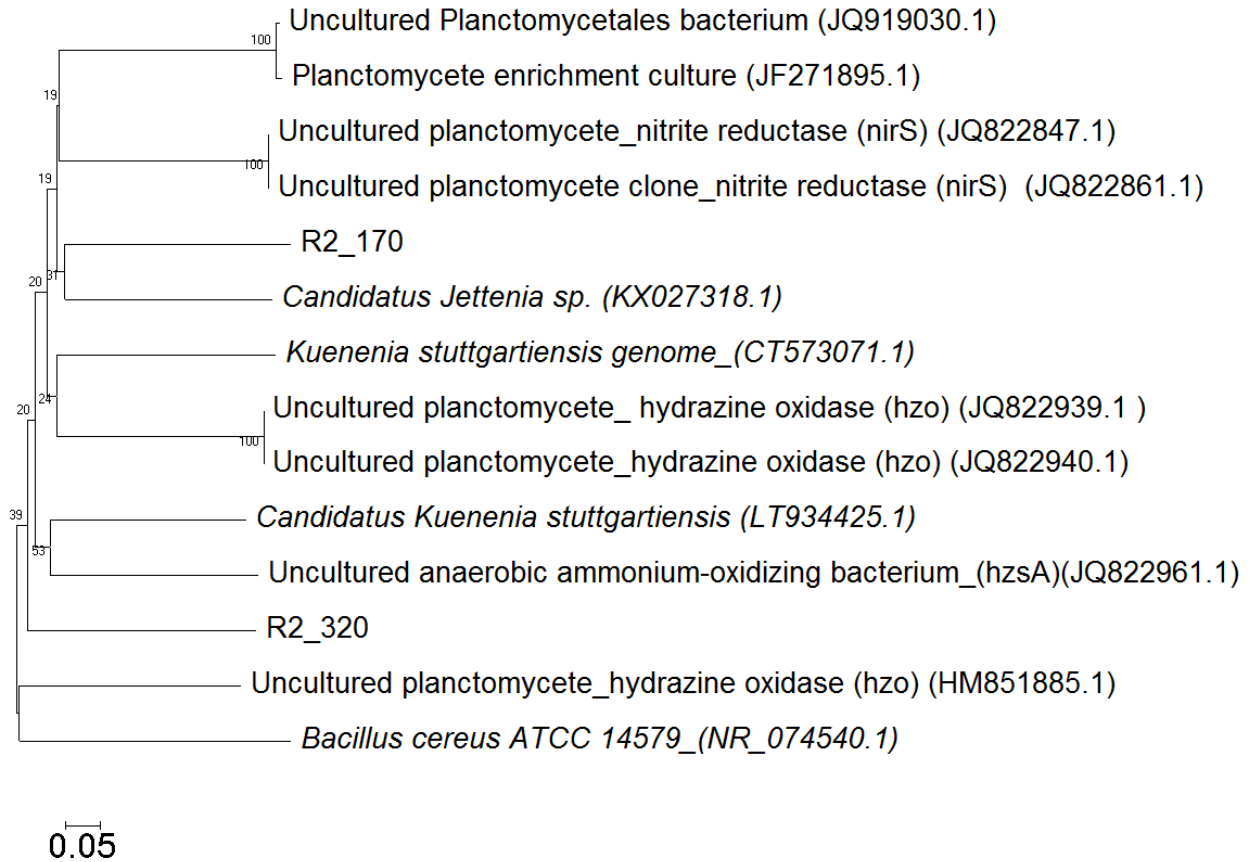 Uncultured Planctomycetales bacterium (JQ919030.1)
100
Planctomycete enrichment culture (JF271895.1)
19
Uncultured planctomycete_nitrite reductase (nirS) (JQ822847.1)
100
Uncultured planctomycete clone_nitrite reductase (nirS) (JQ822861.1)
19
R2_170
31
20
Candidatus Jettenia sp. (KX027318.1)
Kuenenia stuttgartiensis genome_(CT573071.1)
24
20
Uncultured planctomycete_ hydrazine oxidase (hzo) (JQ822939.1 )
100
Uncultured planctomycete_hydrazine oxidase (hzo) (JQ822940.1)
39
Candidatus Kuenenia stuttgartiensis (LT934425.1)
53
Uncultured anaerobic ammonium-oxidizing bacterium_(hzsA)(JQ822961.1)
R2_320
Uncultured planctomycete_hydrazine oxidase (hzo) (HM851885.1)
Bacillus cereus ATCC 14579_(NR_074540.1)
0.05